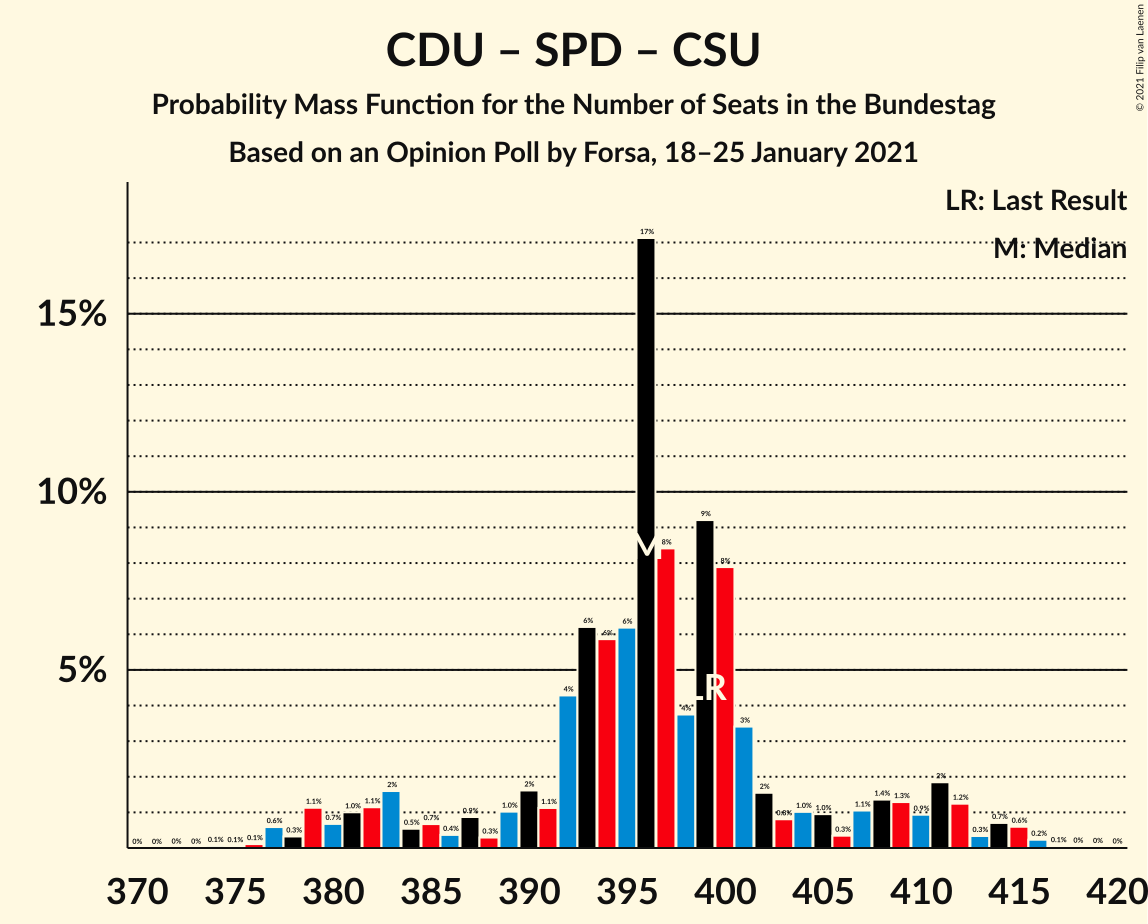 CDU – SPD – CSU
Probability Mass Function for the Number of Seats in the Bundestag
Based on an Opinion Poll by Forsa, 18–25 January 2021
© 2021 Filip van Laenen
LR: Last Result
M: Median
15%
10%
5%
0% 0% 0% 0% 0.1% 0.1% 0.1% 0.6% 0.3% 1.1% 0.7% 1.0% 1.1% 2% 0.5% 0.7% 0.4% 0.9% 0.3% 1.0% 2% 1.1% 4% 6% 6% 6% 17% 8% 4% 9% 8% 3% 2% 0.8% 1.0% 1.0% 0.3% 1.1% 1.4% 1.3% 0.9% 2% 1.2% 0.3% 0.7% 0.6% 0.2% 0.1% 0% 0% 0%
M
LR
370 375 380 385 390 395 400 405 410 415 420